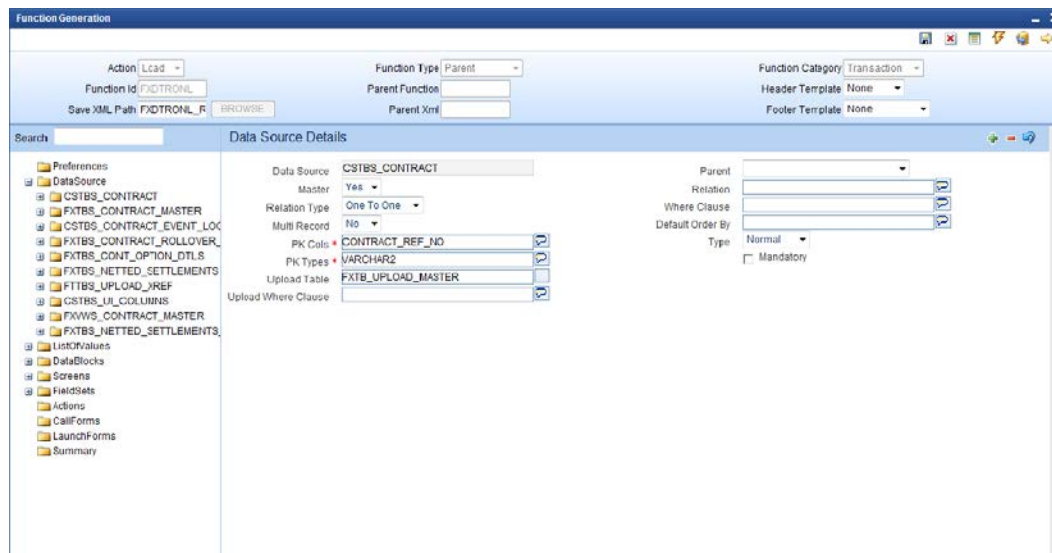 Function Generation
Action Load Function Type Parent Function Category Transaction
Function Id FXDTRONL Parent Function Header Template None
Save XML Path FXDTRONL_R BROWSE Parent Xml Footer Template None
Search Data Source Details
Preferences
DataSource
CSTBS_CONTRACT
FXTBS_CONTRACT_MASTER
CSTBS_CONTRACT_EVENT_LOG
FXTBS_CONTRACT_ROLLOVER_
FXTBS_CONT_OPTION_DTLS
FXTBS_NETTED_SETTLEMENTS
FTTBS_UPLOAD_XREF
CSTBS_UI_COLUMNS
FXVWS_CONTRACT_MASTER
FXTBS_NETTED_SETTLEMENTS_
ListOfValues
DataBlocks
Screens
FieldSets
Actions
CallForms
LaunchForms
Summary
Data Source CSTBS_CONTRACT Parent
Master Yes Relation
Relation Type One To One Where Clause
Multi Record No Default Order By
PK Cols * CONTRACT_REF_NO Type Normal
PK Types * VARCHAR2 Mandatory
Upload Table FXTB_UPLOAD_MASTER
Upload Where Clause